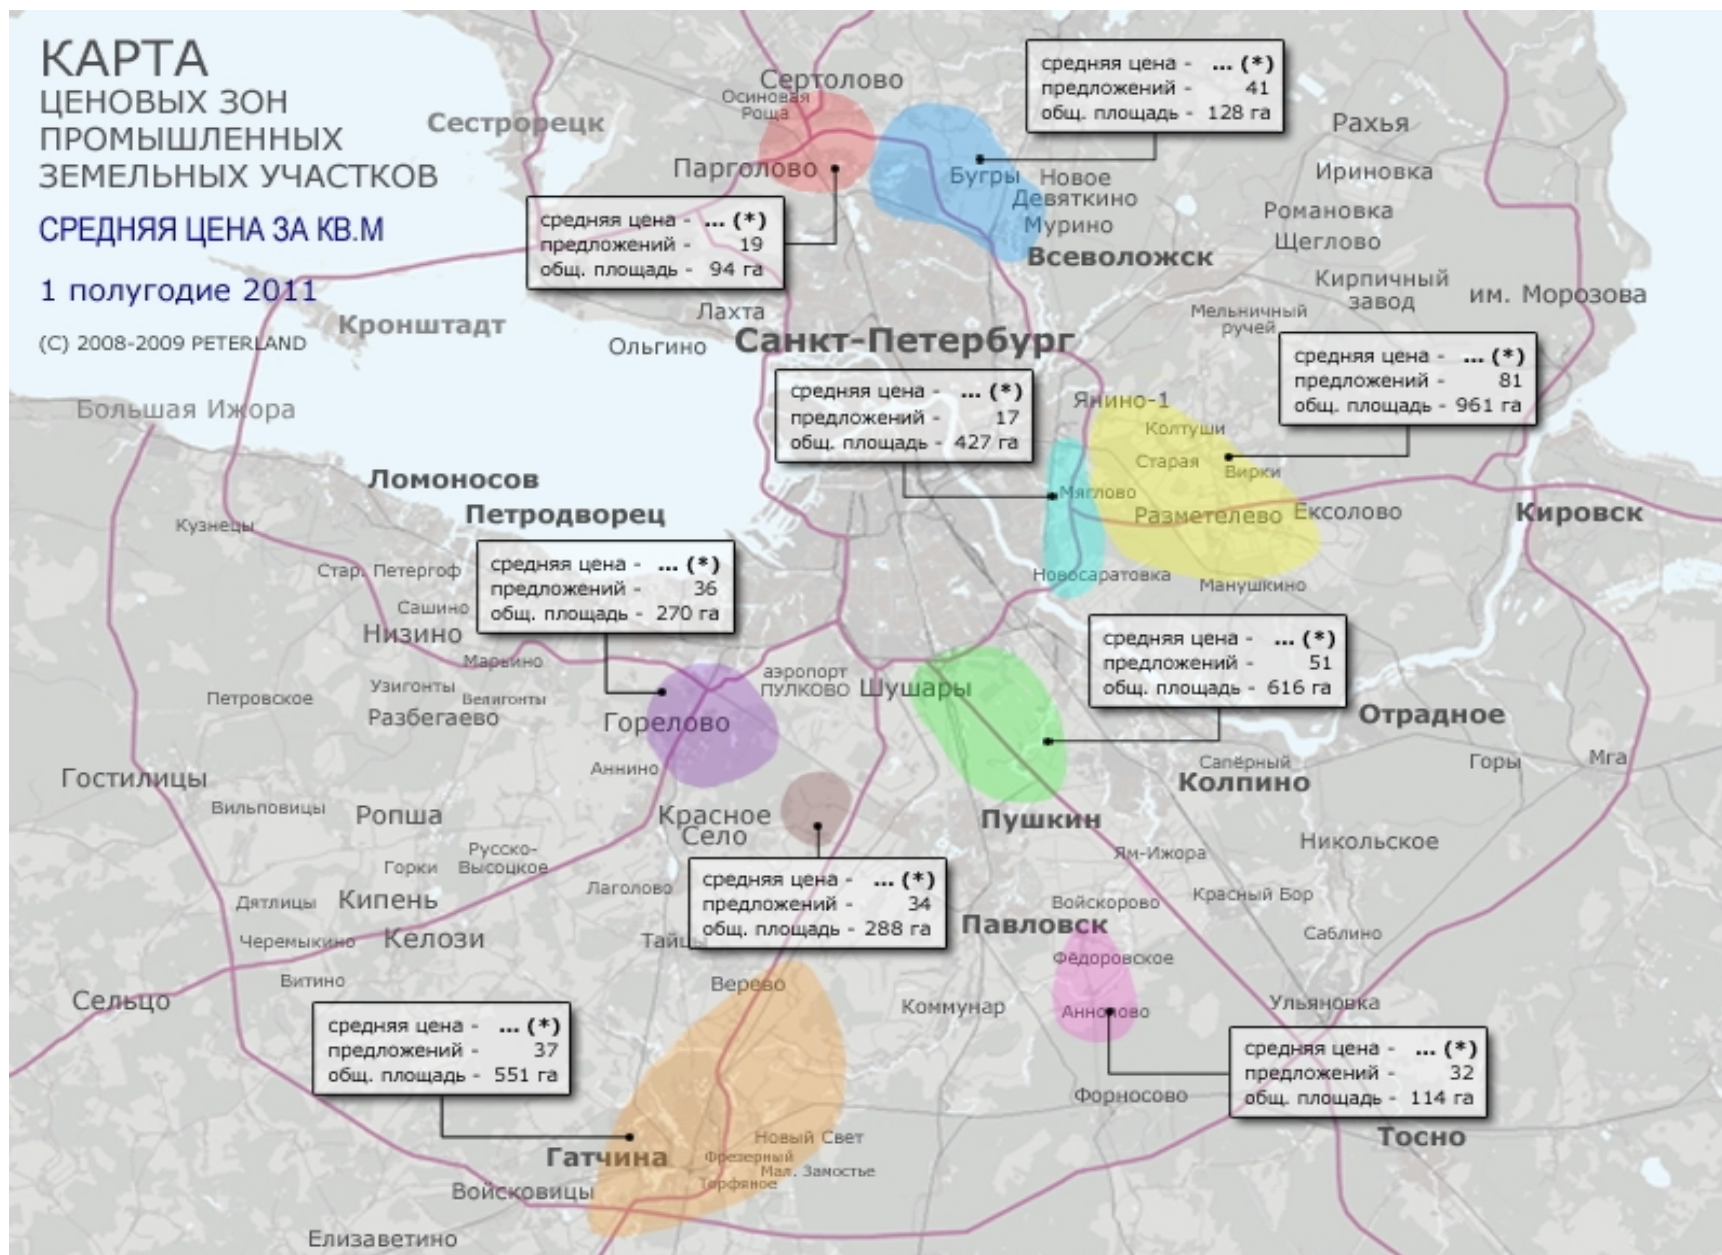 КАРТА
ЦЕНОВЫХ ЗОН
ПРОМЫШЛЕННЫХ
ЗЕМЕЛЬНЫХ УЧАСТКОВ
СРЕДНЯЯ ЦЕНА ЗА КВ.М
1 полугодие 2011
(C) 2008-2009 PETERLAND
средняя цена - ... (*)
предложений - 41
общ. площадь - 128 га
Сертолово
Осиновая
Роща
Сестрорецк
Парголово
Бугры
Новое
Девяткино
Мурино
Всеволожск
Рахья
Ириновка
Романовка
Щеглово
Кирпичный
завод
им. Морозова
Мельничный
ручей
средняя цена - ... (*)
предложений - 19
общ. площадь - 94 га
Лахта
Ольгино
Кронштадт
Санкт-Петербург
Большая Ижора
средняя цена - ... (*)
предложений - 81
общ. площадь - 961 га
средняя цена - ... (*)
предложений - 17
общ. площадь - 427 га
Янино-1
Колтуши
Старая
Вирки
Мяглово
Разметелево
Ексолово
Кировск
Новосаратовка
Манушкино
Ломоносов
Петродворец
Кузнецы
Стар. Петергоф
Сашино
Низино
Марьино
средняя цена - ... (*)
предложений - 36
общ. площадь - 270 га
Петровское
Узигонты
Велигонты
Разбегаево
Горелово
аэропорт
ПУЛКОВО
Шушары
средняя цена - ... (*)
предложений - 51
общ. площадь - 616 га
Отрадное
Сапёрный
Колпино
Горы
Мга
Гостилицы
Аннино
Вильповицы
Ропша
Красное
Село
Пушкин
Никольское
Ям-Ижора
Русско-
Высоцкое
Горки
Лаголово
Дятлицы
Кипень
Черемыкино
Келози
Тайцы
средняя цена - ... (*)
предложений - 34
общ. площадь - 288 га
Войскорово
Красный Бор
Павловск
Саблино
Фёдоровское
Витино
Сельцо
Верево
Коммунар
Аннолово
Ульяновка
средняя цена - ... (*)
предложений - 37
общ. площадь - 551 га
средняя цена - ... (*)
предложений - 32
общ. площадь - 114 га
Форносово
Тосно
Новый Свет
Гатчина
Фрезерный
Мал. Замостье
Торфяное
Войсковицы
Елизаветино